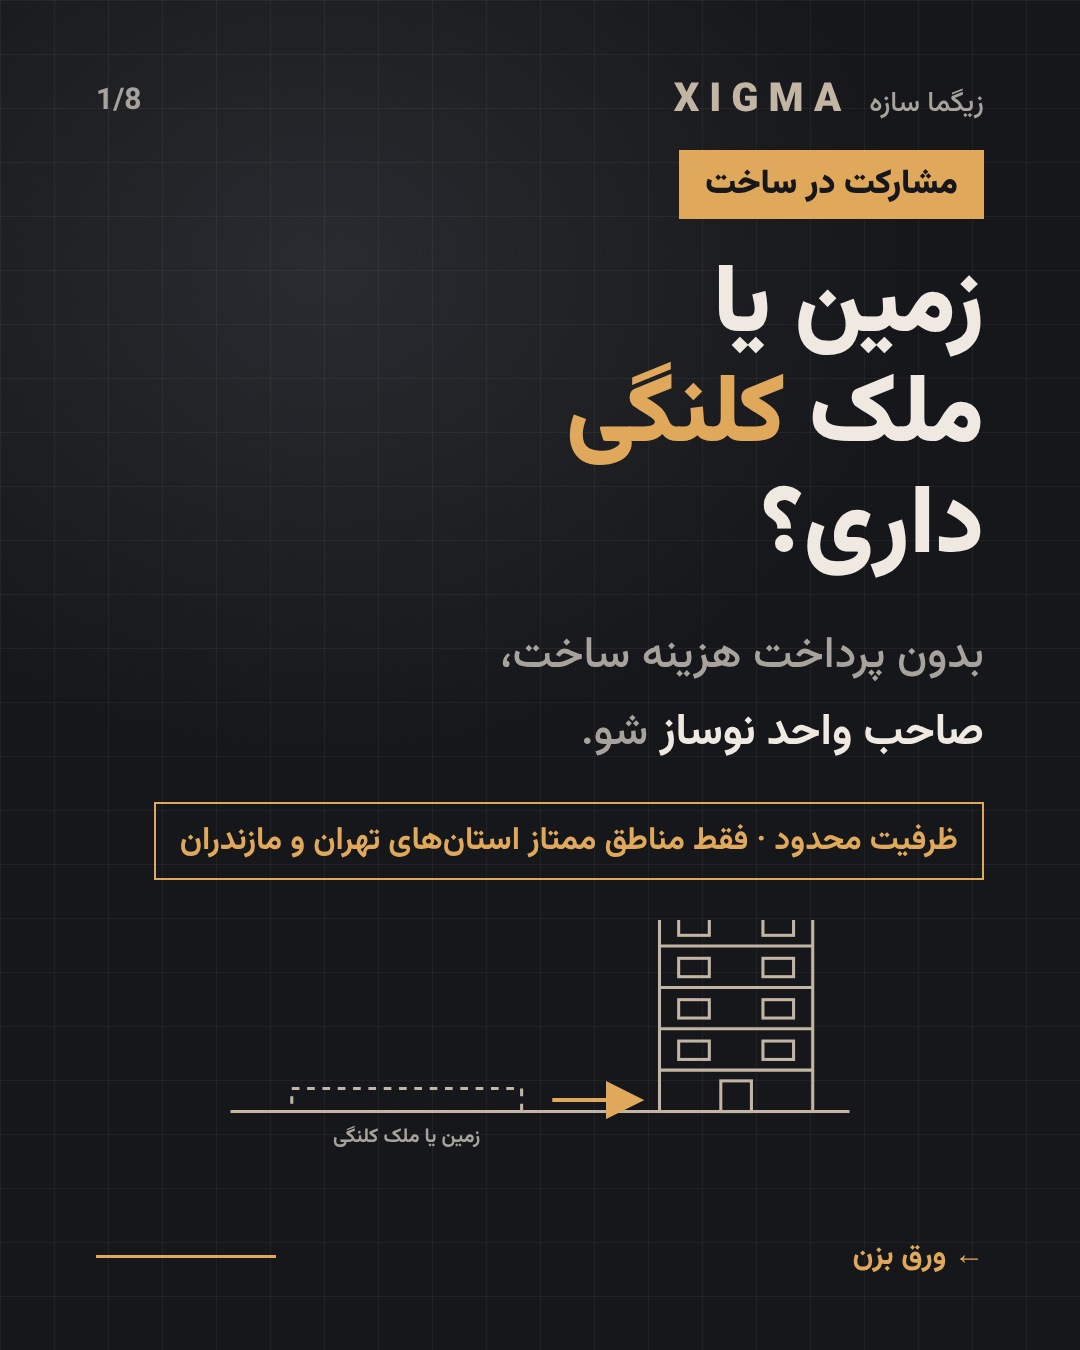 زیگما سازه XIGMA
1/8
مشارکت در ساخت
زمین یا
ملک کلنگی
داری؟
بدون پرداخت هزینه ساخت،
صاحب واحد نوساز شو.
ظرفیت محدود · فقط مناطق ممتاز استان‌های تهران و مازندران
زمین یا ملک کلنگی
← ورق بزن